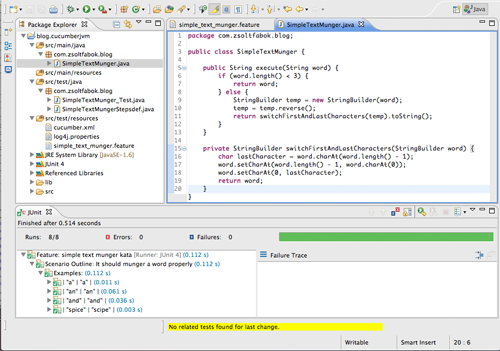 Java
Package Explorer
blog.cucumberjvm
src/main/java
com.zsoltfabok.blog
SimpleTextMunger.java
src/main/resources
src/test/java
com.zsoltfabok.blog
SimpleTextMunger_Test.java
SimpleTextMungerStepsdef.java
src/test/resources
cucumber.xml
log4j.properties
simple_text_munger.feature
JRE System Library [JavaSE-1.6]
JUnit 4
Referenced Libraries
lib
src
simple_text_munger.feature
SimpleTextMunger.java
1 package com.zsoltfabok.blog;
2
3 public class SimpleTextMunger {
4
5 public String execute(String word) {
6 if (word.length() < 3) {
7 return word;
8 } else {
9 StringBuilder temp = new StringBuilder(word);
10 temp = temp.reverse();
11 return switchFirstAndLastCharacters(temp).toString();
12 }
13 }
14
15 private StringBuilder switchFirstAndLastCharacters(StringBuilder word) {
16 char lastCharacter = word.charAt(word.length() - 1);
17 word.setCharAt(word.length() - 1, word.charAt(0));
18 word.setCharAt(0, lastCharacter);
19 return word;
20 }
21 }
JUnit
Finished after 0.514 seconds
Runs: 8/8
Errors: 0
Failures: 0
Feature: simple text munger kata [Runner: JUnit 4] (0.112 s)
Scenario Outline: It should munger a word properly (0.112 s)
Examples: (0.112 s)
| "a" | "a" | (0.011 s)
| "an" | "an" | (0.061 s)
| "and" | "and" | (0.036 s)
| "spice" | "scipe" | (0.003 s)
Failure Trace
No related tests found for last change.
Writable
Smart Insert
20 : 6